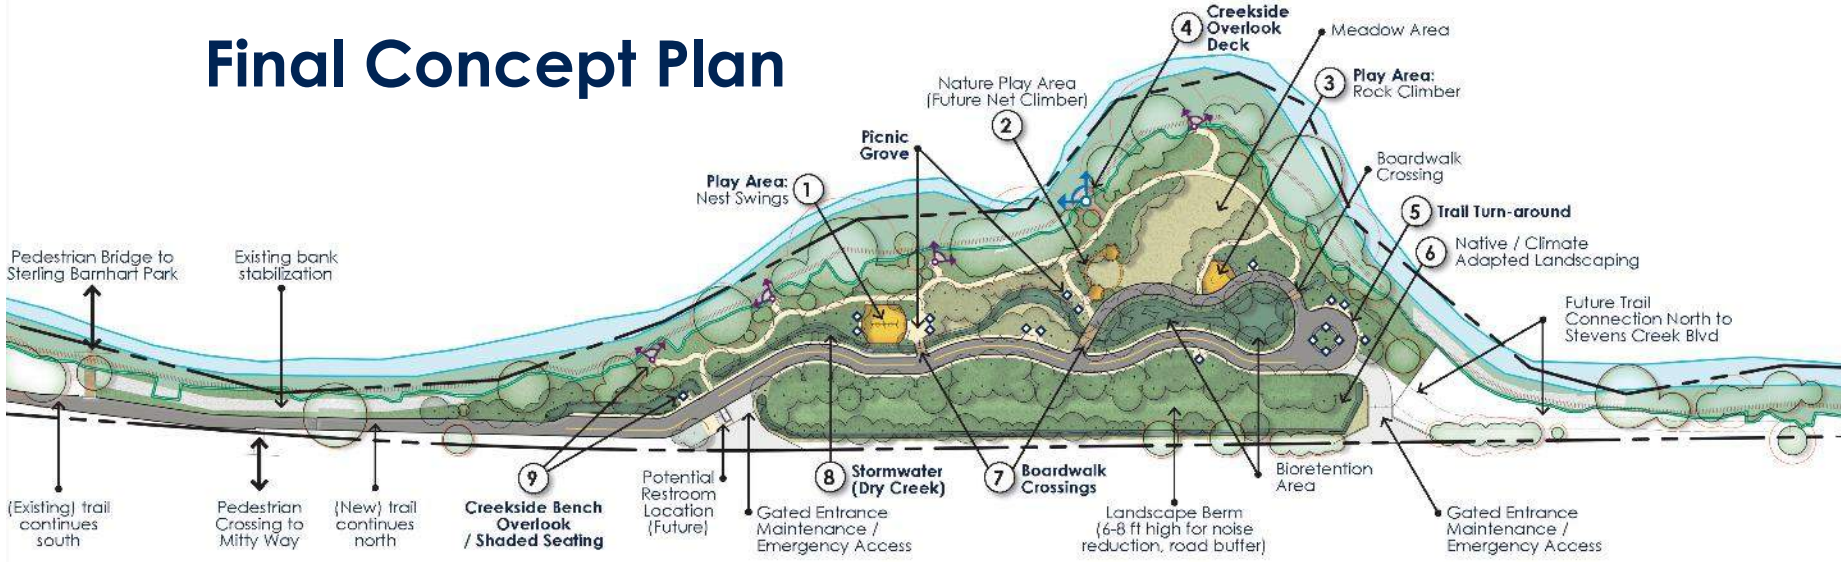 Final Concept Plan
4
Creekside
Overlook
Deck
Meadow Area
3
Play Area:
Rock Climber
Nature Play Area
(Future Net Climber)
2
Picnic
Grove
Play Area:
Nest Swings
1
Boardwalk
Crossing
5
Trail Turn-around
6
Native / Climate
Adapted Landscaping
Pedestrian Bridge to
Sterling Barnhart Park
Existing bank
stabilization
Future Trail
Connection North to
Stevens Creek Blvd
(Existing) trail
continues
south
Pedestrian
Crossing to
Mitty Way
(New) trail
continues
north
9
Creekside Bench
Overlook
/ Shaded Seating
Potential
Restroom
Location
(Future)
Gated Entrance
Maintenance /
Emergency Access
8
Stormwater
(Dry Creek)
7
Boardwalk
Crossings
Landscape Berm
(6-8 ft high for noise
reduction, road buffer)
Bioretention
Area
Gated Entrance
Maintenance /
Emergency Access